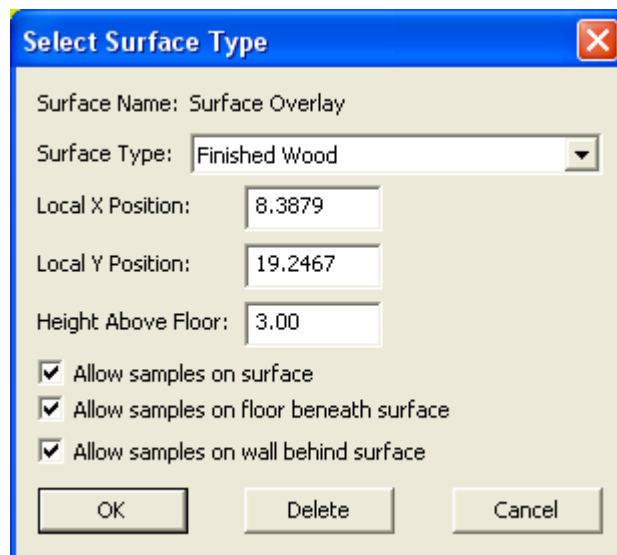 Select Surface Type
Surface Name: Surface Overlay
Surface Type: Finished Wood
Local X Position: 8.3879
Local Y Position: 19.2467
Height Above Floor: 3.00
Allow samples on surface
Allow samples on floor beneath surface
Allow samples on wall behind surface
OK Delete Cancel